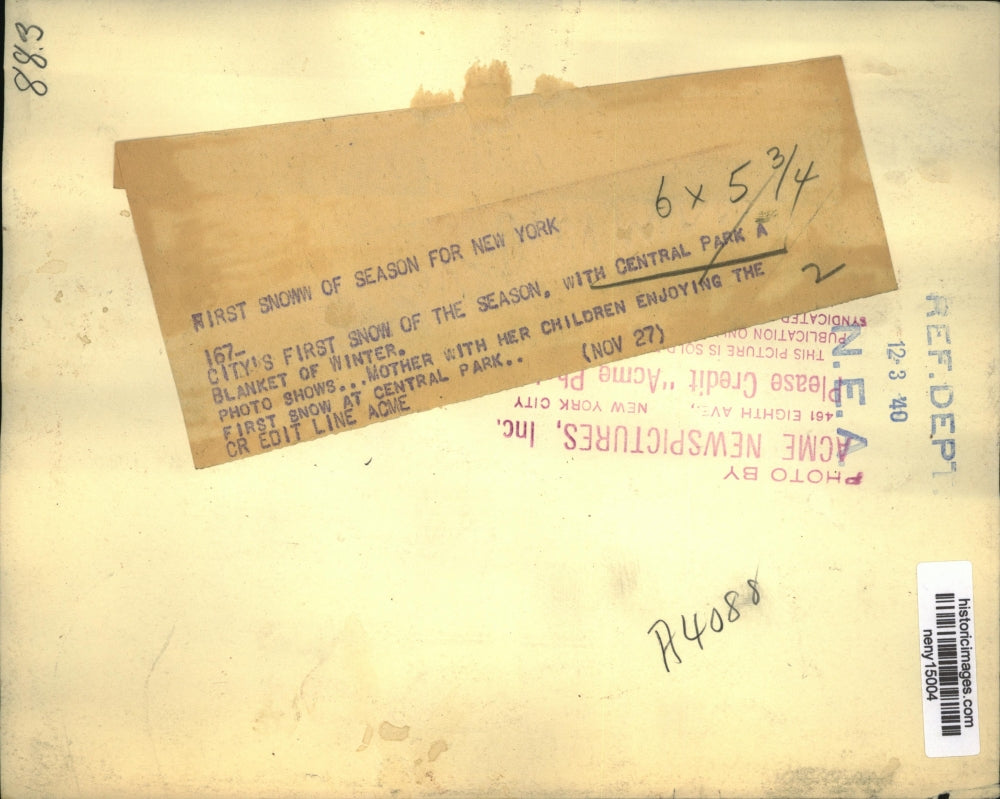 883
6 x 5 3/4
FIRST SNOWW OF SEASON FOR NEW YORK
167-
CITY"S FIRST SNOW OF THE SEASON, WITH CENTRAL PARK A
2
BLANKET OF WINTER.
PHOTO SHOWS...MOTHER WITH HER CHILDREN ENJOYING THE
FIRST SNOW AT CENTRAL PARK..
(NOV 27)
CR EDIT LINE ACME
PHOTO BY
ACME NEWSPICTURES, Inc.
461 EIGHTH AVE., NEW YORK CITY
Please Credit "Acme
THIS PICTURE IS SOLD
PUBLICATION
SYNDICATED
N.E.A.
12-3 '40
REF. DEPT.
A4088
historicimages.com
neny15004